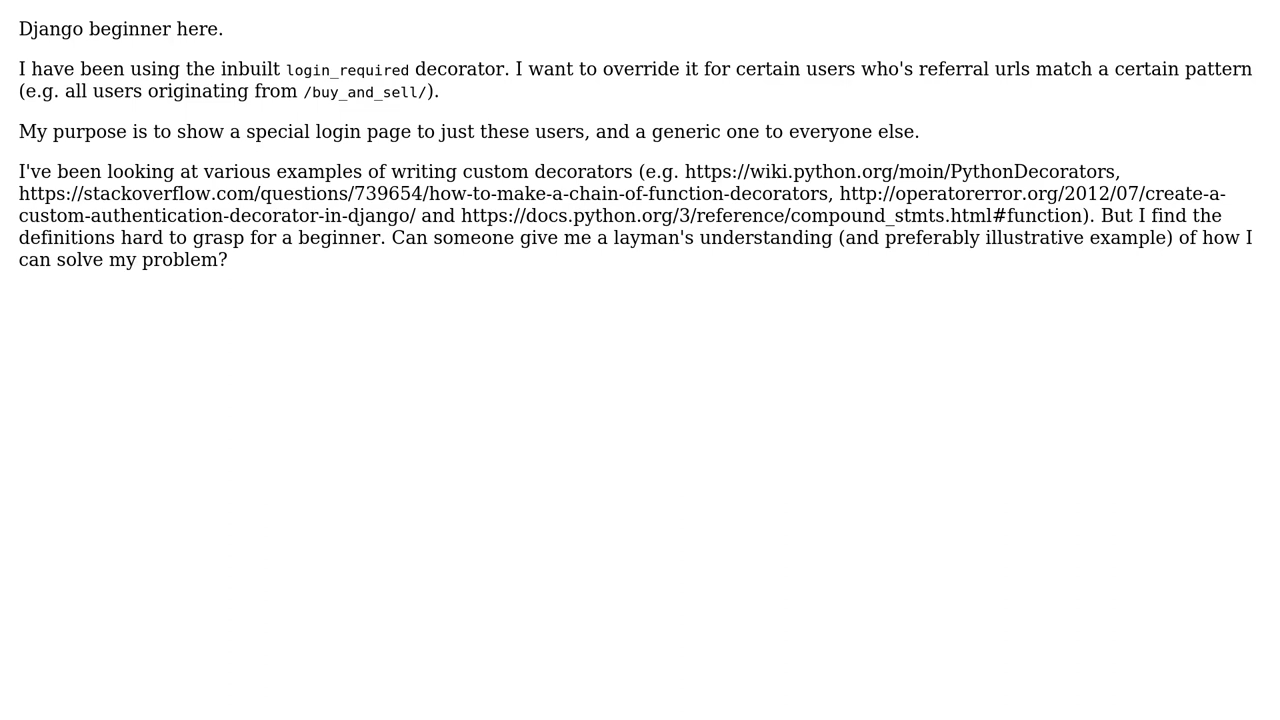 Django beginner here.
I have been using the inbuilt login_required decorator. I want to override it for certain users who's referral urls match a certain pattern
(e.g. all users originating from /buy_and_sell/).
My purpose is to show a special login page to just these users, and a generic one to everyone else.
I've been looking at various examples of writing custom decorators (e.g. https://wiki.python.org/moin/PythonDecorators,
https://stackoverflow.com/questions/739654/how-to-make-a-chain-of-function-decorators, http://operatorerror.org/2012/07/create-a-
custom-authentication-decorator-in-django/ and https://docs.python.org/3/reference/compound_stmts.html#function). But I find the
definitions hard to grasp for a beginner. Can someone give me a layman's understanding (and preferably illustrative example) of how I
can solve my problem?